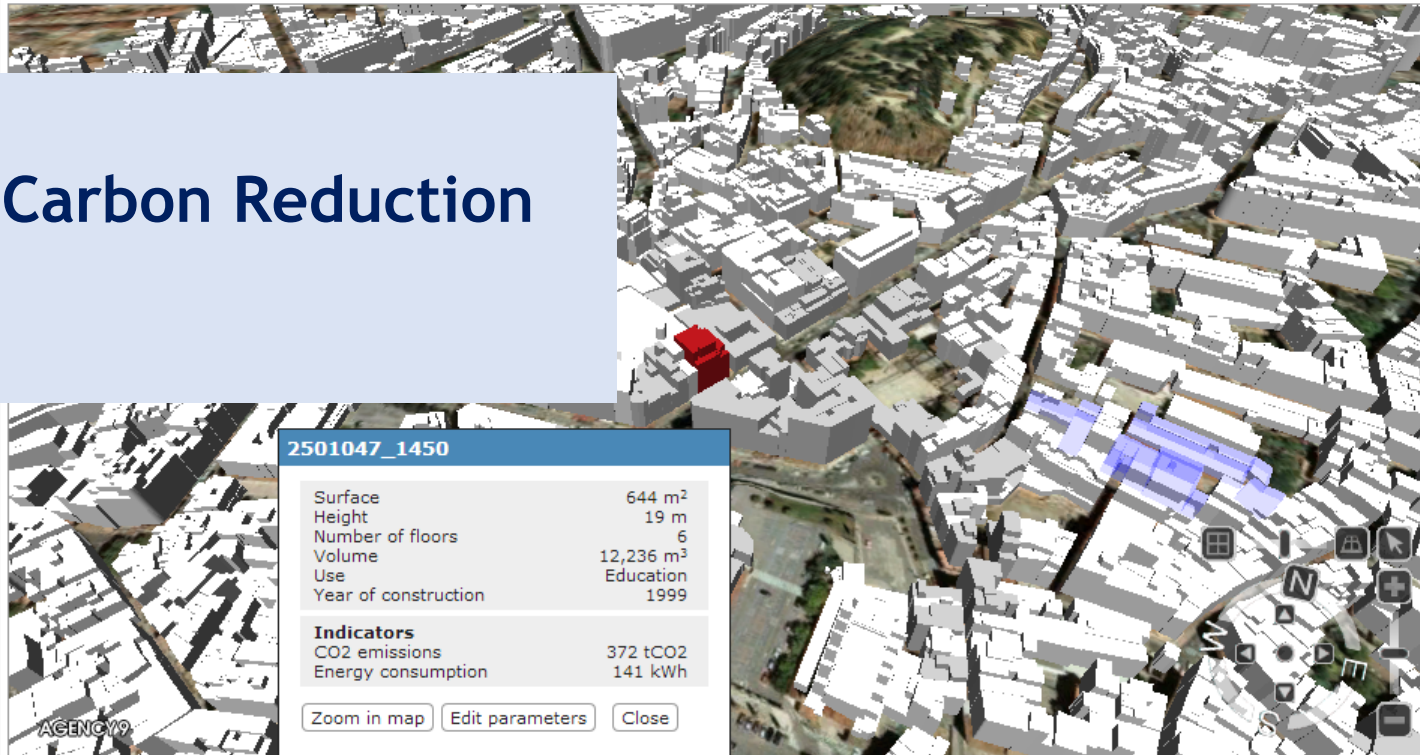 Carbon Reduction
2501047_1450
Surface 644 m²
Height 19 m
Number of floors 6
Volume 12,236 m³
Use Education
Year of construction 1999
Indicators
CO2 emissions 372 tCO2
Energy consumption 141 kWh
Zoom in map Edit parameters Close
N
W
E
S
AGENCY9